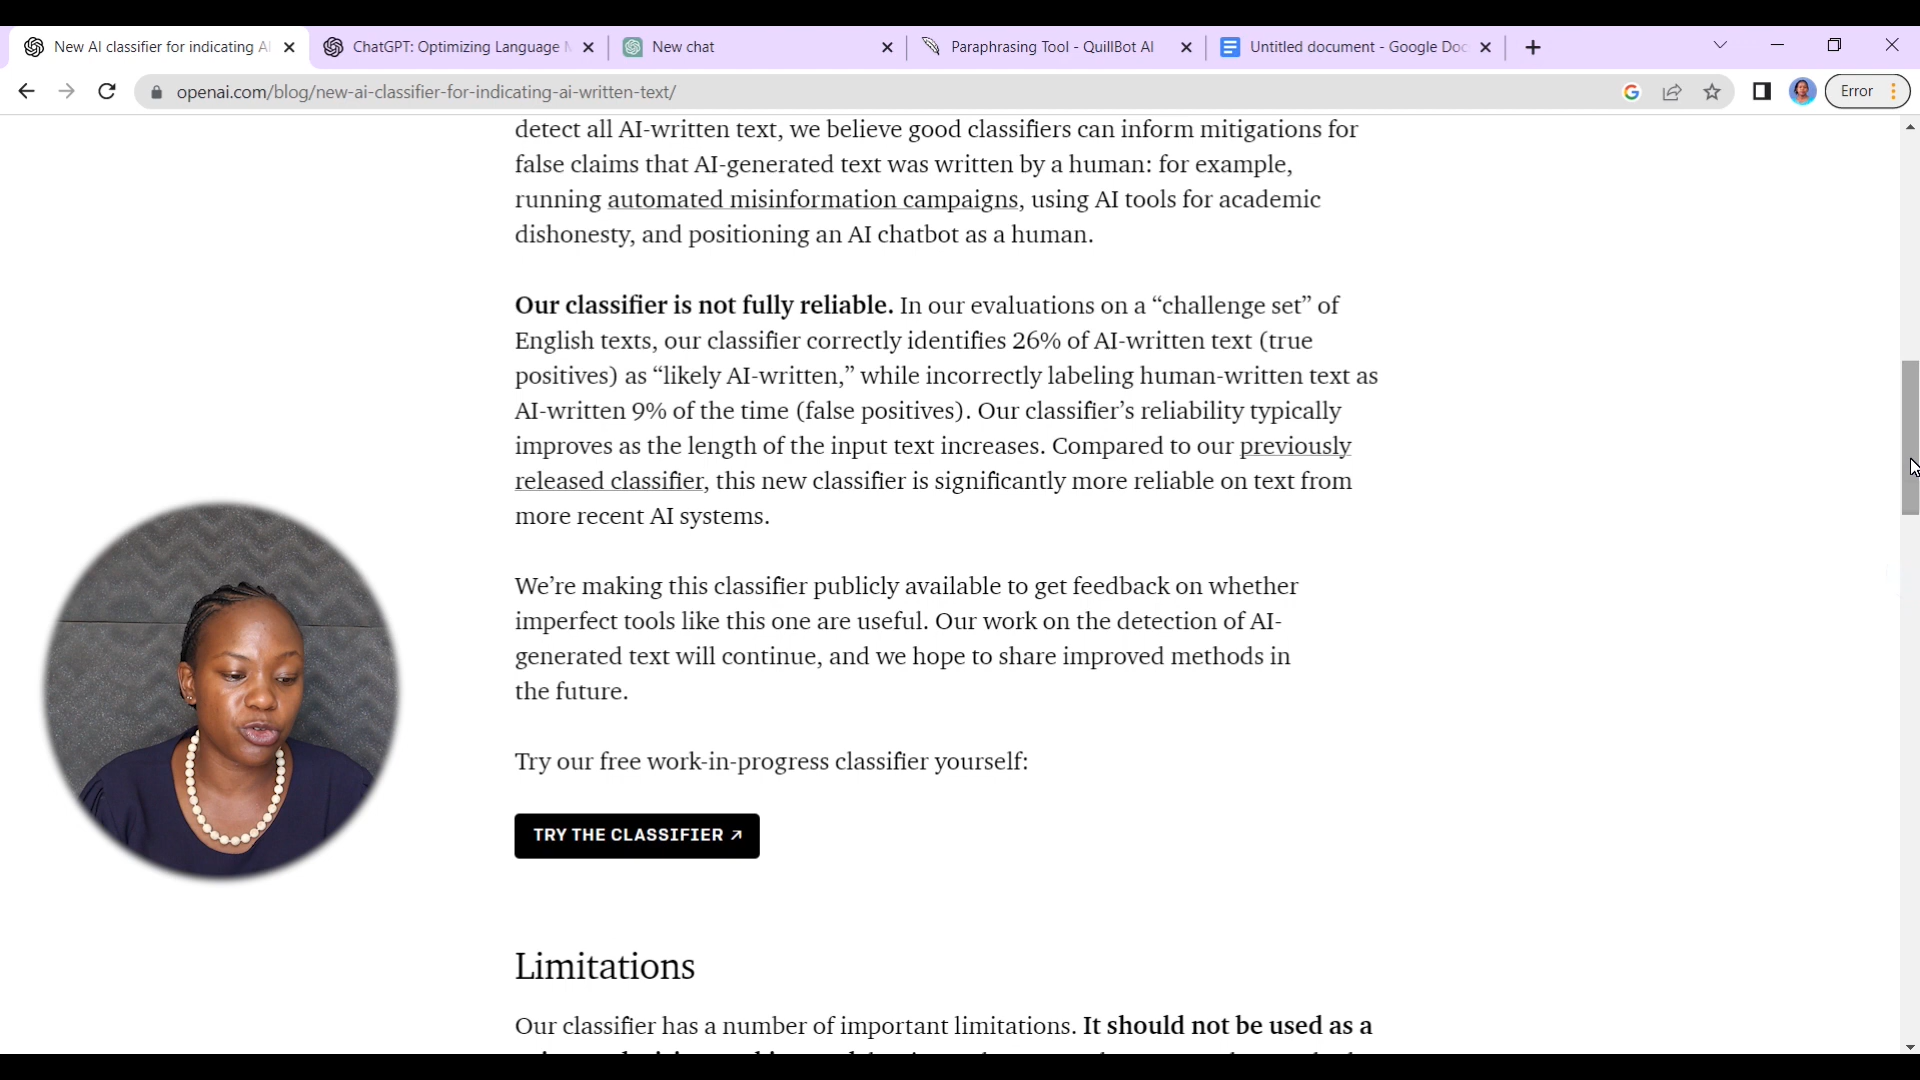 New AI classifier for indicating AI
ChatGPT: Optimizing Language M
New chat
Paraphrasing Tool - QuillBot AI
Untitled document - Google Doc
openai.com/blog/new-ai-classifier-for-indicating-ai-written-text/
Error
detect all AI-written text, we believe good classifiers can inform mitigations for
false claims that AI-generated text was written by a human: for example,
running automated misinformation campaigns, using AI tools for academic
dishonesty, and positioning an AI chatbot as a human.
Our classifier is not fully reliable. In our evaluations on a “challenge set” of
English texts, our classifier correctly identifies 26% of AI-written text (true
positives) as “likely AI-written,” while incorrectly labeling human-written text as
AI-written 9% of the time (false positives). Our classifier’s reliability typically
improves as the length of the input text increases. Compared to our previously
released classifier, this new classifier is significantly more reliable on text from
more recent AI systems.
We’re making this classifier publicly available to get feedback on whether
imperfect tools like this one are useful. Our work on the detection of AI-
generated text will continue, and we hope to share improved methods in
the future.
Try our free work-in-progress classifier yourself:
TRY THE CLASSIFIER ↗
Limitations
Our classifier has a number of important limitations. It should not be used as a